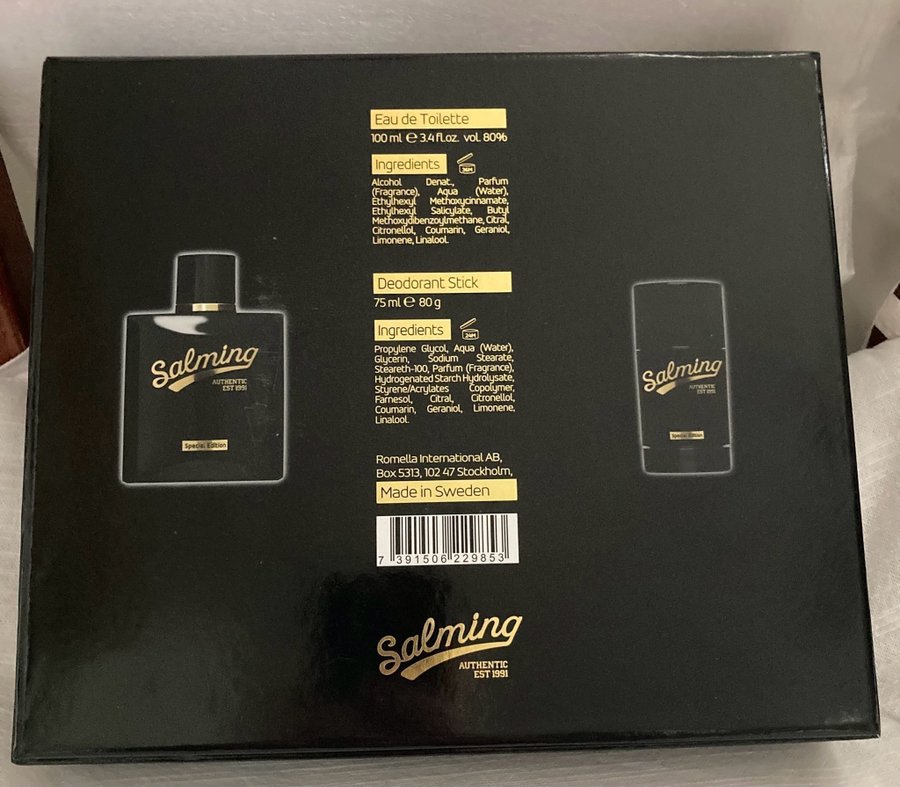 Eau de Toilette
100 ml ℮ 3.4 fl.oz. vol. 80%
Ingredients
36M
Alcohol Denat., Parfum
(Fragrance), Aqua (Water),
Ethylhexyl Methoxycinnamate,
Ethylhexyl Salicylate, Butyl
Methoxydibenzoylmethane, Citral,
Citronellol, Coumarin, Geraniol,
Limonene, Linalool.
Deodorant Stick
75 ml ℮ 80 g
Ingredients
24M
Propylene Glycol, Aqua (Water),
Glycerin, Sodium Stearate,
Steareth-100, Parfum (Fragrance),
Hydrogenated Starch Hydrolysate,
Styrene/Acrylates Copolymer,
Farnesol, Citral, Citronellol,
Coumarin, Geraniol, Limonene,
Linalool.
Romella International AB,
Box 5313, 102 47 Stockholm,
Made in Sweden
7 391506 229853
Salming
AUTHENTIC
EST 1991
Salming
AUTHENTIC
EST 1991
Special Edition
Salming
AUTHENTIC
EST 1991
Special Edition